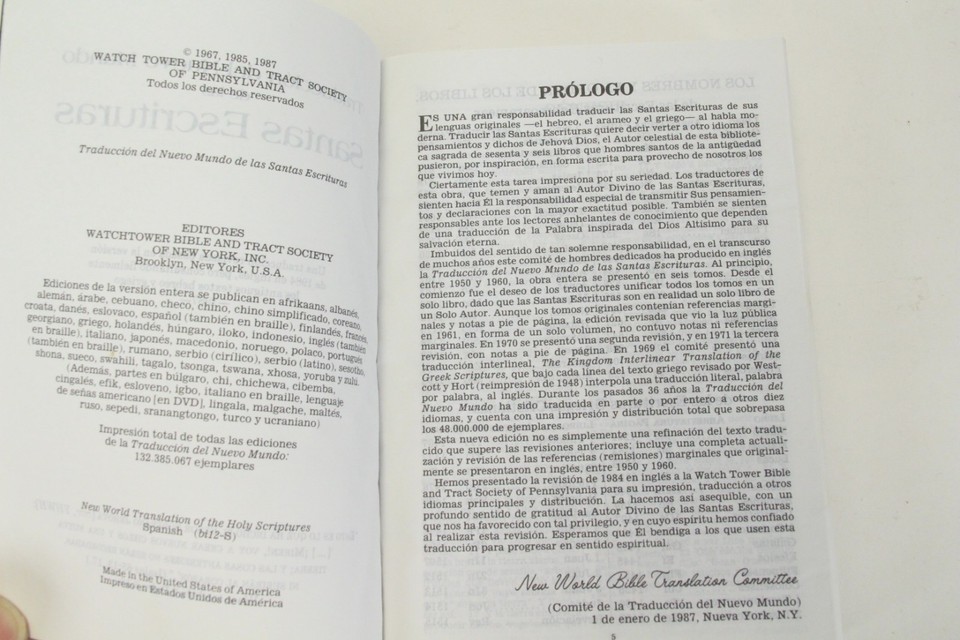 © 1967, 1985, 1987
WATCH TOWER BIBLE AND TRACT SOCIETY
OF PENNSYLVANIA
Todos los derechos reservados
Traducción del Nuevo Mundo de las Santas Escrituras
EDITORES
WATCHTOWER BIBLE AND TRACT SOCIETY
OF NEW YORK, INC.
Brooklyn, New York, U.S.A.
Ediciones de la versión entera se publican en afrikaans, albanés,
alemán, árabe, cebuano, checo, chino, chino simplificado, coreano,
croata, danés, eslovaco, español (también en braille), finlandés, francés,
georgiano, griego, holandés, húngaro, iloko, indonesio, inglés (también
en braille), italiano, japonés, macedonio, noruego, polaco, portugués
(también en braille), rumano, serbio (cirílico), serbio (latino), sesotho,
shona, sueco, swahili, tagalo, tsonga, tswana, xhosa, yoruba y zulú.
(Además, partes en búlgaro, chi, chichewa, cibemba,
cingalés, efik, esloveno, igbo, italiano en braille, lenguaje
de señas americano [en DVD], lingala, malgache, maltés,
ruso, sepedi, sranangtongo, turco y ucraniano)
Impresión total de todas las ediciones
de la Traducción del Nuevo Mundo:
132.385.067 ejemplares
New World Translation of the Holy Scriptures
Spanish (bi12-S)
Made in the United States of America
Impreso en Estados Unidos de América
PRÓLOGO
ES UNA gran responsabilidad traducir las Santas Escrituras de sus
lenguas originales —el hebreo, el arameo y el griego— al habla mo-
derna. Traducir las Santas Escrituras quiere decir verter a otro idioma los
pensamientos y dichos de Jehová Dios, el Autor celestial de esta bibliote-
ca sagrada de sesenta y seis libros que hombres santos de la antigüedad
pusieron, por inspiración, en forma escrita para provecho de nosotros los
que vivimos hoy.
Ciertamente esta tarea impresiona por su seriedad. Los traductores de
esta obra, que temen y aman al Autor Divino de las Santas Escrituras,
sienten hacia Él la responsabilidad especial de transmitir Sus pensamien-
tos y declaraciones con la mayor exactitud posible. También se sienten
responsables ante los lectores anhelantes de conocimiento que dependen
de una traducción de la Palabra inspirada del Dios Altísimo para su
salvación eterna.
Imbuidos del sentido de tan solemne responsabilidad, en el transcurso
de muchos años este comité de hombres dedicados ha producido en inglés
la Traducción del Nuevo Mundo de las Santas Escrituras. Al principio,
entre 1950 y 1960, la obra entera se presentó en seis tomos. Desde el
comienzo fue el deseo de los traductores unificar todos los tomos en un
solo libro, dado que las Santas Escrituras son en realidad un solo libro de
un Solo Autor. Aunque los tomos originales contenían referencias margi-
nales y notas a pie de página, la edición revisada que vio la luz pública
en 1961, en forma de un solo volumen, no contuvo notas ni referencias
marginales. En 1970 se presentó una segunda revisión, y en 1971 la tercera
revisión, con notas a pie de página. En 1969 el comité presentó una
traducción interlineal, The Kingdom Interlinear Translation of the
Greek Scriptures, que bajo cada línea del texto griego revisado por West-
cott y Hort (reimpresión de 1948) interpola una traducción literal, palabra
por palabra, al inglés. Durante los pasados 36 años la Traducción del
Nuevo Mundo ha sido traducida en parte o por entero a otros diez
idiomas, y cuenta con una impresión y distribución total que sobrepasa
los 48.000.000 de ejemplares.
Esta nueva edición no es simplemente una refinación del texto tradu-
cido que supere las revisiones anteriores; incluye una completa actuali-
zación y revisión de las referencias (remisiones) marginales que original-
mente se presentaron en inglés, entre 1950 y 1960.
Hemos presentado la revisión de 1984 en inglés a la Watch Tower Bible
and Tract Society of Pennsylvania para su impresión, traducción a otros
idiomas principales y distribución. La hacemos así asequible, con un
profundo sentido de gratitud al Autor Divino de las Santas Escrituras,
que nos ha favorecido con tal privilegio, y en cuyo espíritu hemos confiado
al realizar esta revisión. Esperamos que Él bendiga a los que usen esta
traducción para progresar en sentido espiritual.
New World Bible Translation Committee
(Comité de la Traducción del Nuevo Mundo)
1 de enero de 1987, Nueva York, N.Y.
5